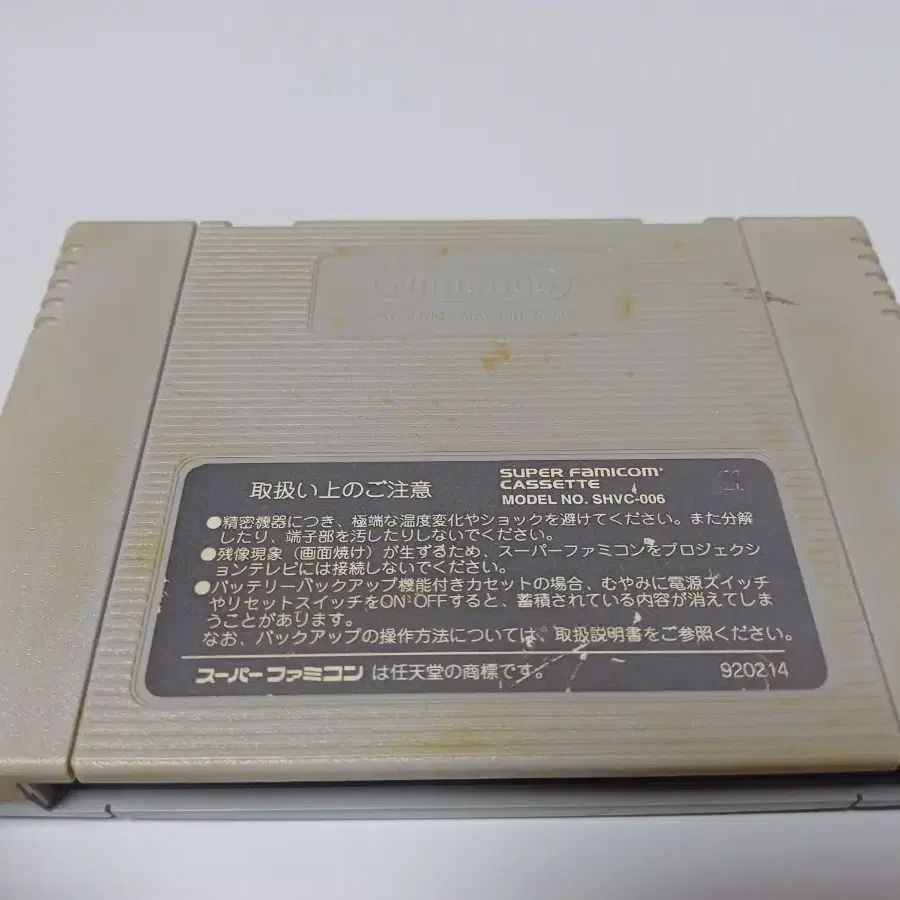 取扱い上のご注意
SUPER FAMICOM
CASSETTE
MODEL NO. SHVC-006
●精密機器につき、極端な温度変化やショックを避けてください。また分解
したり、端子部を汚したりしないでください。
●残像現象(画面焼け)が生ずるため、スーパーファミコンをプロジェクシ
ョンテレビには接続しないでください。
●バッテリーバックアップ機能付きカセットの場合、むやみに電源スイッチ
やリセットスイッチをON OFFすると、蓄積されている内容が消えてしま
うことがあります。
なお、バックアップの操作方法については、取扱説明書をご参照ください。
スーパーファミコン は任天堂の商標です。
920214